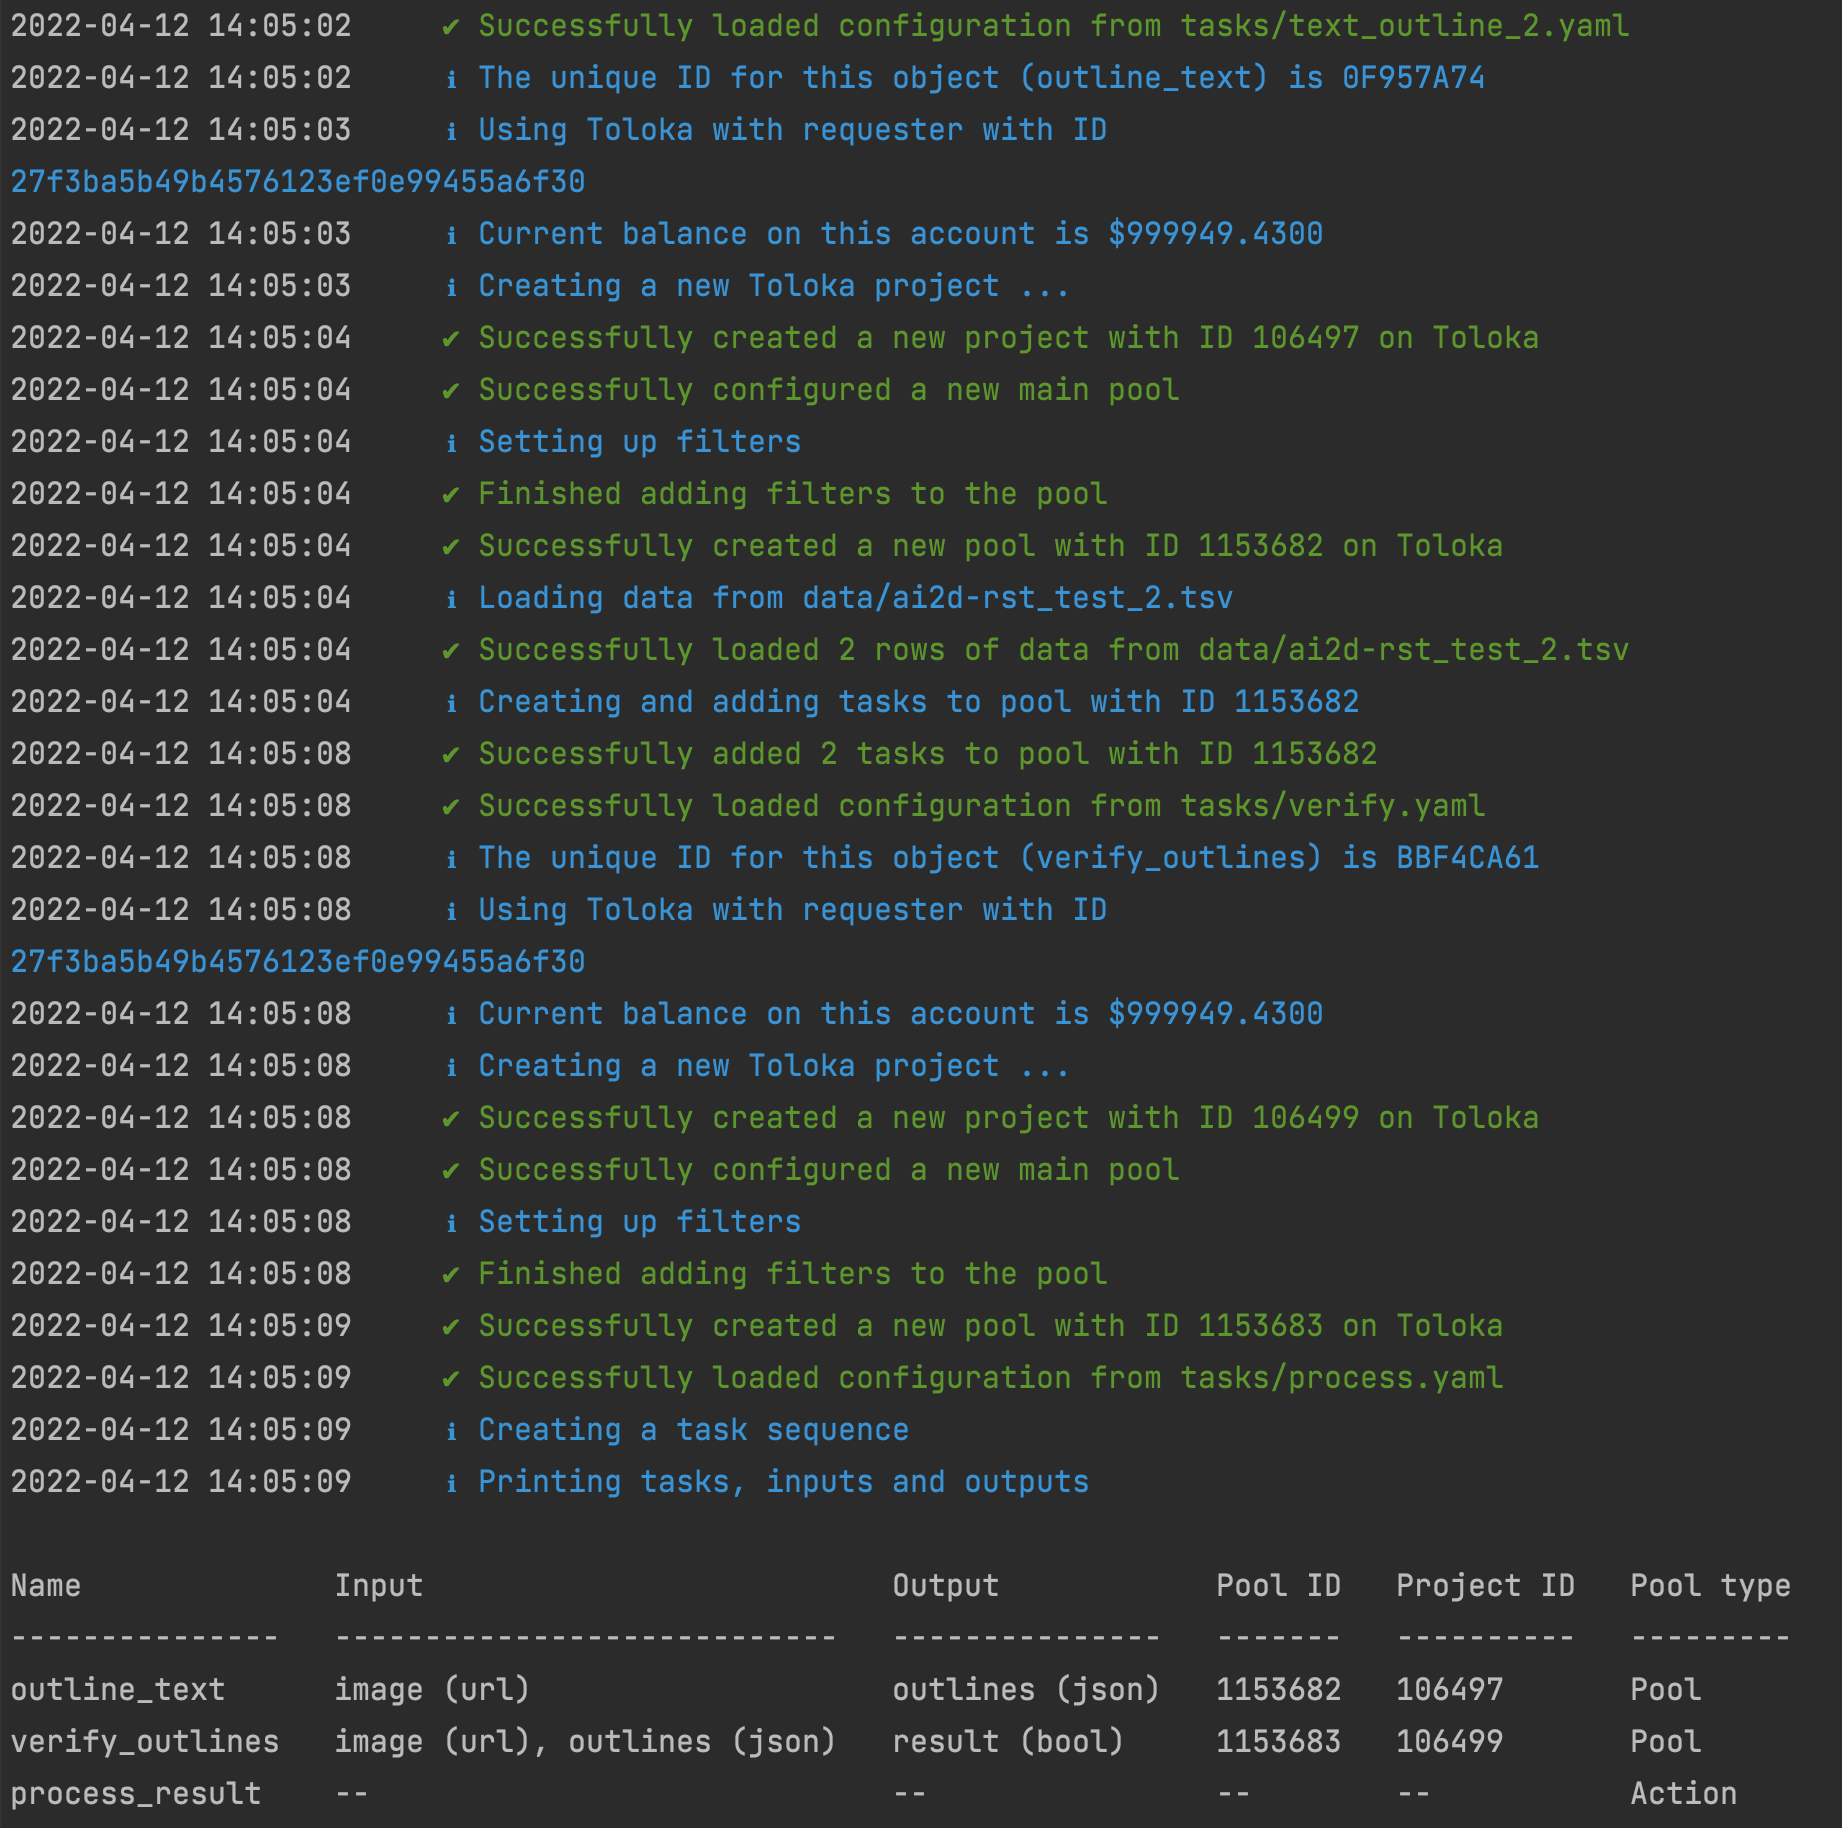 2022-04-12 14:05:02     ✔ Successfully loaded configuration from tasks/text_outline_2.yaml
2022-04-12 14:05:02     ℹ The unique ID for this object (outline_text) is 0F957A74
2022-04-12 14:05:03     ℹ Using Toloka with requester with ID
27f3ba5b49b4576123ef0e99455a6f30
2022-04-12 14:05:03     ℹ Current balance on this account is $999949.4300
2022-04-12 14:05:03     ℹ Creating a new Toloka project ...
2022-04-12 14:05:04     ✔ Successfully created a new project with ID 106497 on Toloka
2022-04-12 14:05:04     ✔ Successfully configured a new main pool
2022-04-12 14:05:04     ℹ Setting up filters
2022-04-12 14:05:04     ✔ Finished adding filters to the pool
2022-04-12 14:05:04     ✔ Successfully created a new pool with ID 1153682 on Toloka
2022-04-12 14:05:04     ℹ Loading data from data/ai2d-rst_test_2.tsv
2022-04-12 14:05:04     ✔ Successfully loaded 2 rows of data from data/ai2d-rst_test_2.tsv
2022-04-12 14:05:04     ℹ Creating and adding tasks to pool with ID 1153682
2022-04-12 14:05:08     ✔ Successfully added 2 tasks to pool with ID 1153682
2022-04-12 14:05:08     ✔ Successfully loaded configuration from tasks/verify.yaml
2022-04-12 14:05:08     ℹ The unique ID for this object (verify_outlines) is BBF4CA61
2022-04-12 14:05:08     ℹ Using Toloka with requester with ID
27f3ba5b49b4576123ef0e99455a6f30
2022-04-12 14:05:08     ℹ Current balance on this account is $999949.4300
2022-04-12 14:05:08     ℹ Creating a new Toloka project ...
2022-04-12 14:05:08     ✔ Successfully created a new project with ID 106499 on Toloka
2022-04-12 14:05:08     ✔ Successfully configured a new main pool
2022-04-12 14:05:08     ℹ Setting up filters
2022-04-12 14:05:08     ✔ Finished adding filters to the pool
2022-04-12 14:05:09     ✔ Successfully created a new pool with ID 1153683 on Toloka
2022-04-12 14:05:09     ✔ Successfully loaded configuration from tasks/process.yaml
2022-04-12 14:05:09     ℹ Creating a task sequence
2022-04-12 14:05:09     ℹ Printing tasks, inputs and outputs
Name              Input                          Output            Pool ID   Project ID   Pool type
---------------   ----------------------------   ---------------   -------   ----------   ---------
outline_text      image (url)                    outlines (json)   1153682   106497       Pool
verify_outlines   image (url), outlines (json)   result (bool)     1153683   106499       Pool
process_result    --                             --                --        --           Action